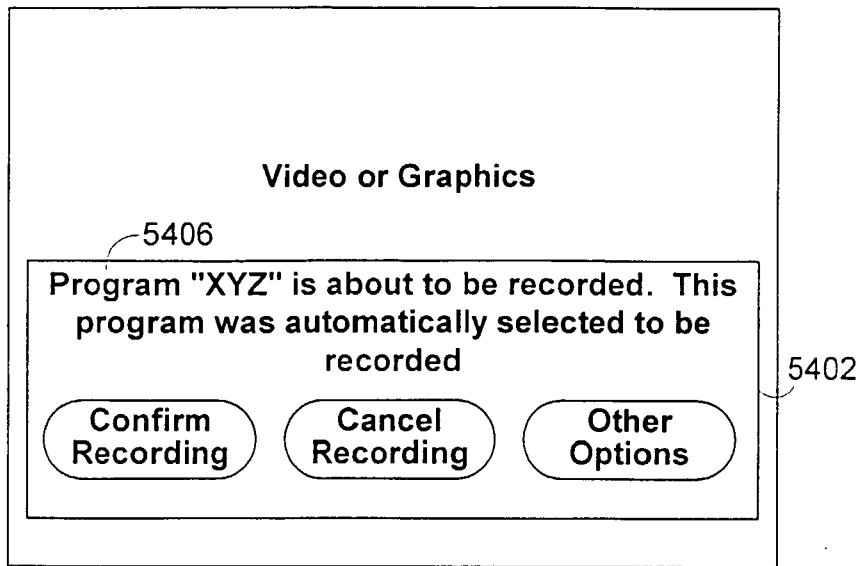 Video or Graphics
5406
Program "XYZ" is about to be recorded. This
program was automatically selected to be
recorded
5402
Confirm
Recording
Cancel
Recording
Other
Options